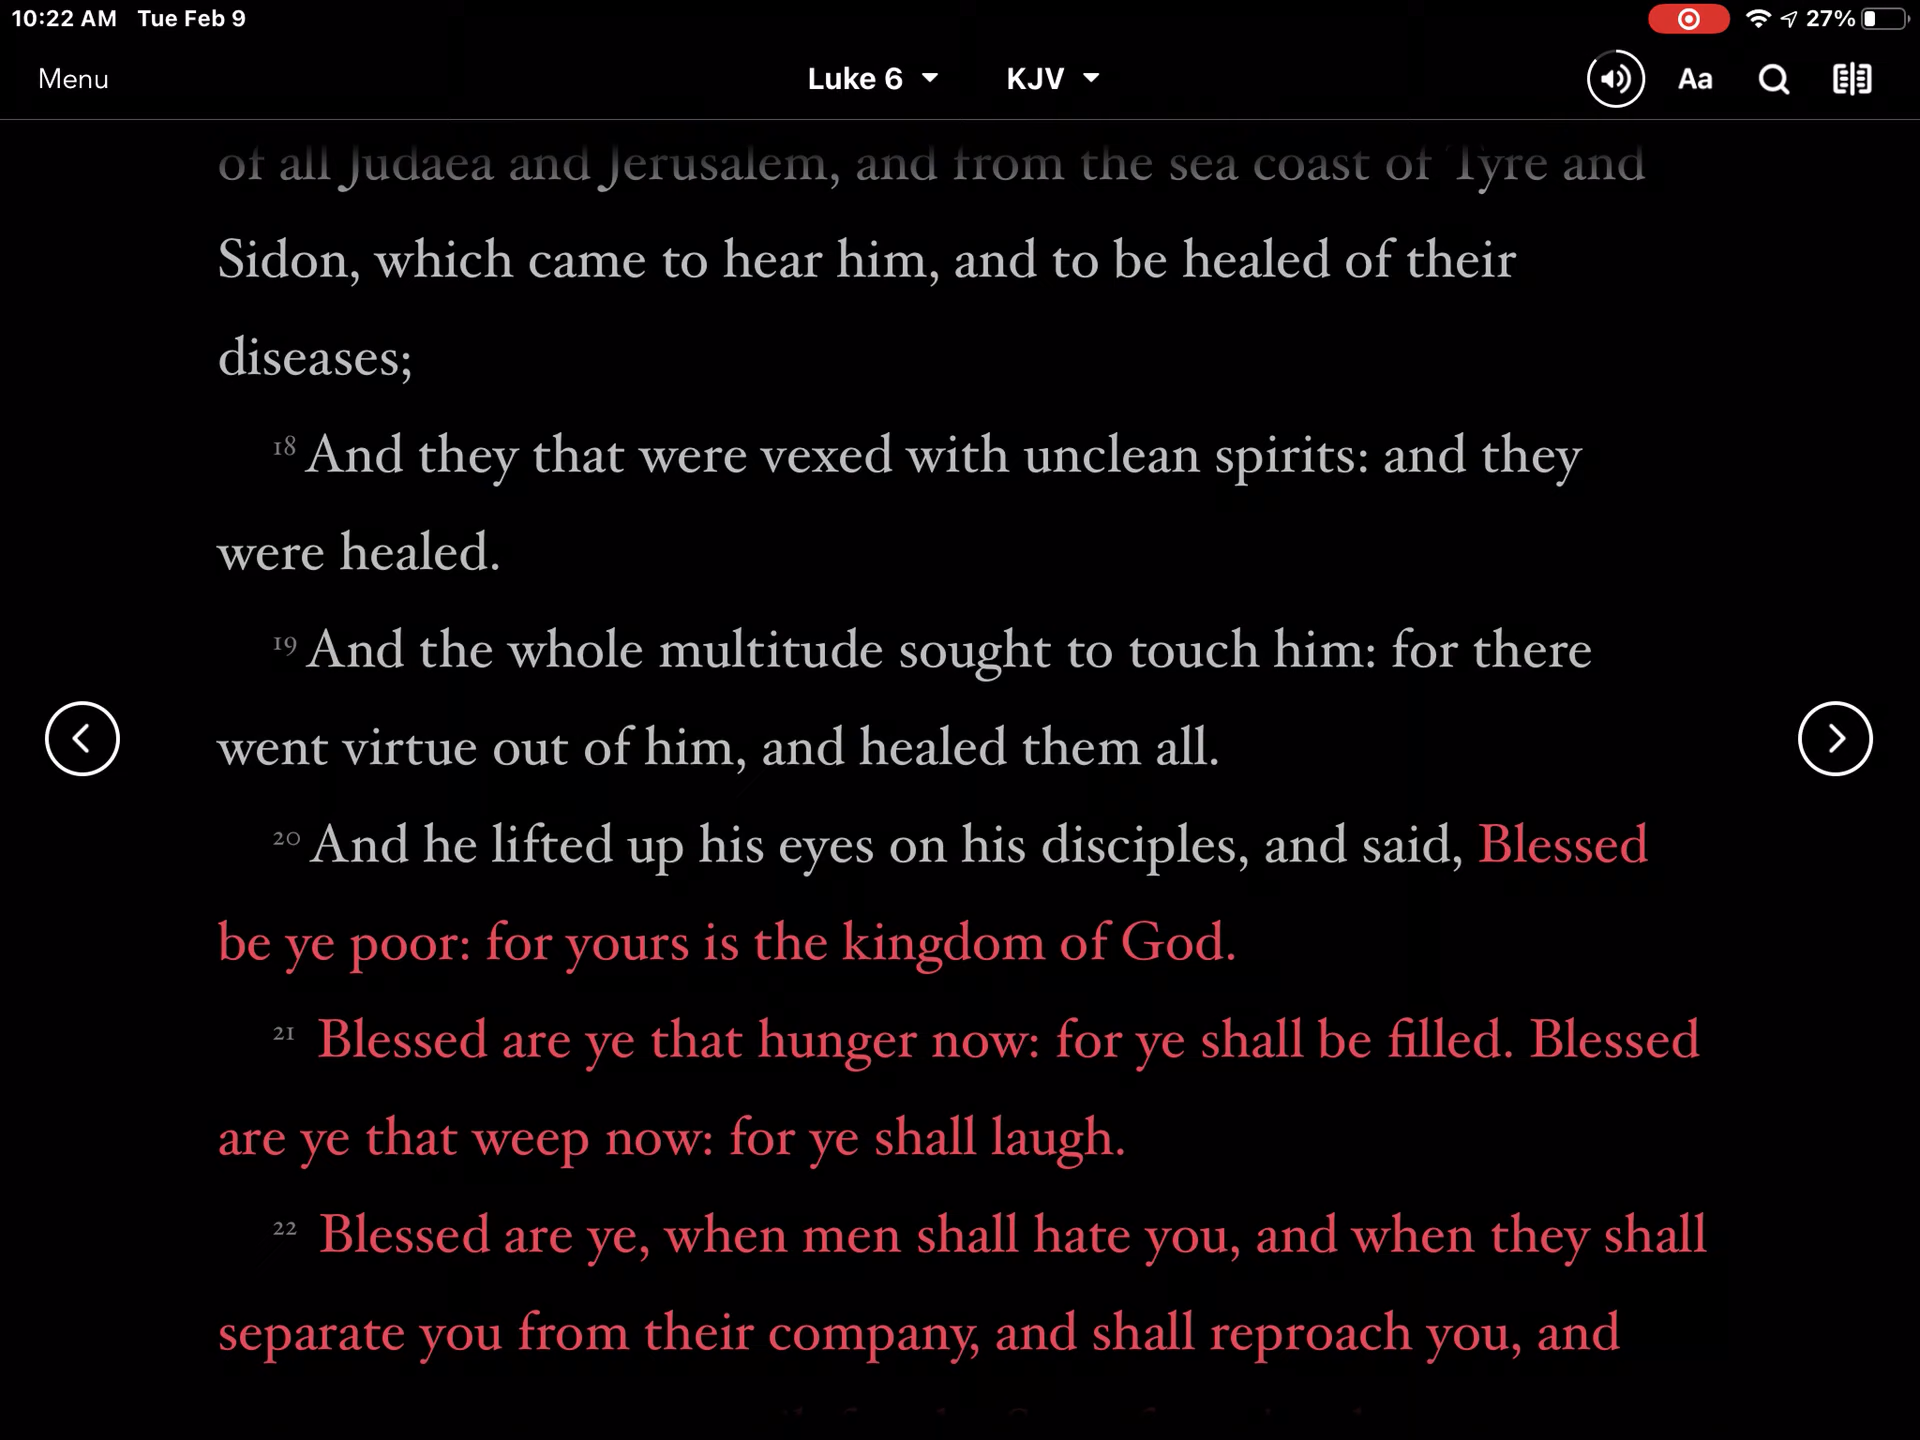 10:22 AM Tue Feb 9 27%
Menu Luke 6 KJV Aa
of all Judaea and Jerusalem, and from the sea coast of Tyre and
Sidon, which came to hear him, and to be healed of their
diseases;
18 And they that were vexed with unclean spirits: and they
were healed.
19 And the whole multitude sought to touch him: for there
went virtue out of him, and healed them all.
20 And he lifted up his eyes on his disciples, and said, Blessed
be ye poor: for yours is the kingdom of God.
21 Blessed are ye that hunger now: for ye shall be filled. Blessed
are ye that weep now: for ye shall laugh.
22 Blessed are ye, when men shall hate you, and when they shall
separate you from their company, and shall reproach you, and